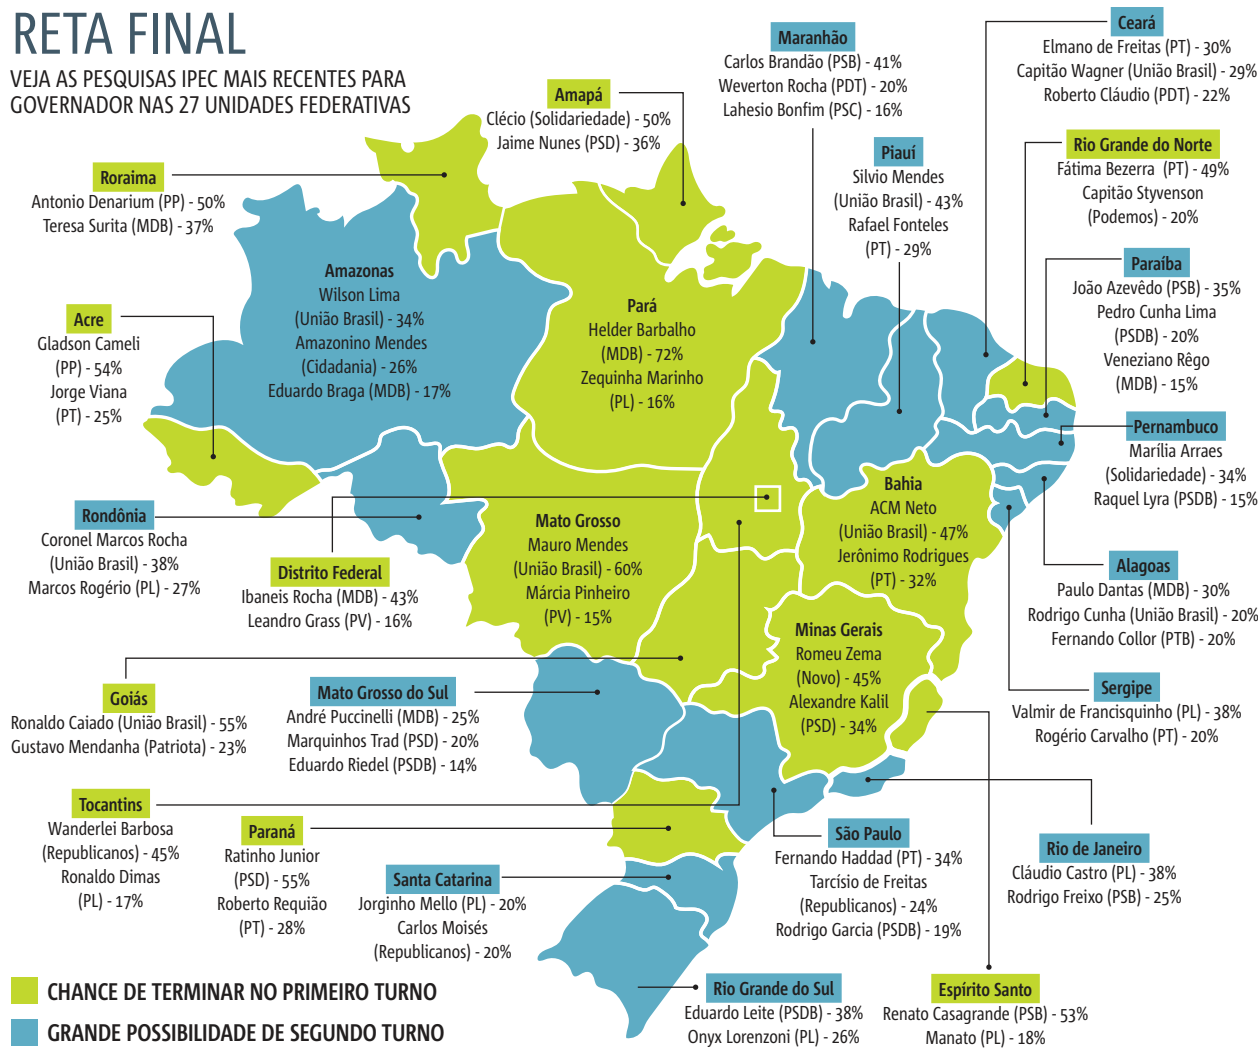 RETA FINAL
VEJA AS PESQUISAS IPEC MAIS RECENTES PARA
GOVERNADOR NAS 27 UNIDADES FEDERATIVAS
Roraima
Antonio Denarium (PP) - 50%
Teresa Surita (MDB) - 37%
Amapá
Clécio (Solidariedade) - 50%
Jaime Nunes (PSD) - 36%
Maranhão
Carlos Brandão (PSB) - 41%
Weverton Rocha (PDT) - 20%
Lahesio Bonfim (PSC) - 16%
Piauí
Silvio Mendes
(União Brasil) - 43%
Rafael Fonteles
(PT) - 29%
Ceará
Elmano de Freitas (PT) - 30%
Capitão Wagner (União Brasil) - 29%
Roberto Cláudio (PDT) - 22%
Rio Grande do Norte
Fátima Bezerra (PT) - 49%
Capitão Styvenson
(Podemos) - 20%
Paraíba
João Azevêdo (PSB) - 35%
Pedro Cunha Lima
(PSDB) - 20%
Veneziano Rêgo
(MDB) - 15%
Pernambuco
Marília Arraes
(Solidariedade) - 34%
Raquel Lyra (PSDB) - 15%
Alagoas
Paulo Dantas (MDB) - 30%
Rodrigo Cunha (União Brasil) - 20%
Fernando Collor (PTB) - 20%
Sergipe
Valmir de Francisquinho (PL) - 38%
Rogério Carvalho (PT) - 20%
Amazonas
Wilson Lima
(União Brasil) - 34%
Amazonino Mendes
(Cidadania) - 26%
Eduardo Braga (MDB) - 17%
Pará
Helder Barbalho
(MDB) - 72%
Zequinha Marinho
(PL) - 16%
Acre
Gladson Cameli
(PP) - 54%
Jorge Viana
(PT) - 25%
Rondônia
Coronel Marcos Rocha
(União Brasil) - 38%
Marcos Rogério (PL) - 27%
Distrito Federal
Ibaneis Rocha (MDB) - 43%
Leandro Grass (PV) - 16%
Mato Grosso
Mauro Mendes
(União Brasil) - 60%
Márcia Pinheiro
(PV) - 15%
Bahia
ACM Neto
(União Brasil) - 47%
Jerônimo Rodrigues
(PT) - 32%
Minas Gerais
Romeu Zema
(Novo) - 45%
Alexandre Kalil
(PSD) - 34%
Goiás
Ronaldo Caiado (União Brasil) - 55%
Gustavo Mendanha (Patriota) - 23%
Mato Grosso do Sul
André Puccinelli (MDB) - 25%
Marquinhos Trad (PSD) - 20%
Eduardo Riedel (PSDB) - 14%
Tocantins
Wanderlei Barbosa
(Republicanos) - 45%
Ronaldo Dimas
(PL) - 17%
Paraná
Ratinho Junior
(PSD) - 55%
Roberto Requião
(PT) - 28%
Santa Catarina
Jorginho Mello (PL) - 20%
Carlos Moisés
(Republicanos) - 20%
São Paulo
Fernando Haddad (PT) - 34%
Tarcísio de Freitas
(Republicanos) - 24%
Rodrigo Garcia (PSDB) - 19%
Rio de Janeiro
Cláudio Castro (PL) - 38%
Rodrigo Freixo (PSB) - 25%
Rio Grande do Sul
Eduardo Leite (PSDB) - 38%
Onyx Lorenzoni (PL) - 26%
Espírito Santo
Renato Casagrande (PSB) - 53%
Manato (PL) - 18%
CHANCE DE TERMINAR NO PRIMEIRO TURNO
GRANDE POSSIBILIDADE DE SEGUNDO TURNO